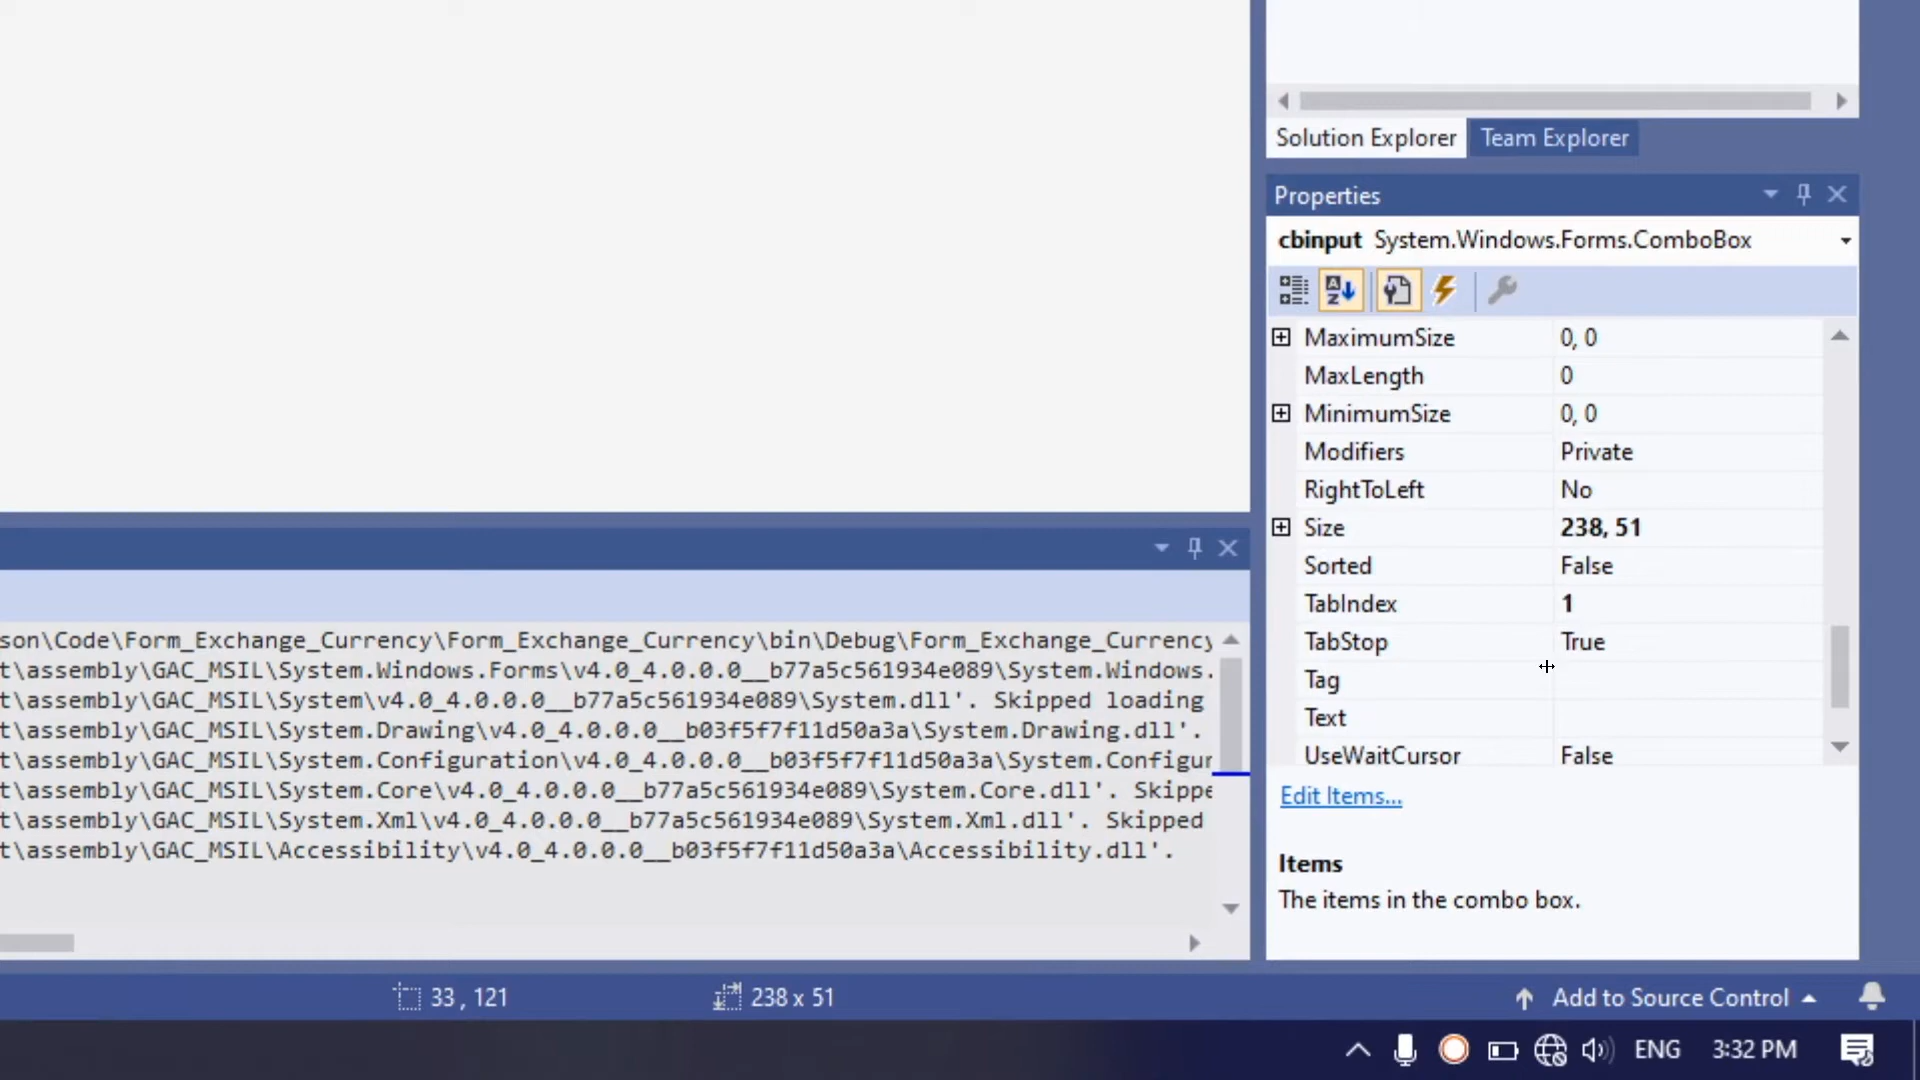 Solution Explorer Team Explorer
Properties
cbinput System.Windows.Forms.ComboBox
MaximumSize 0, 0
MaxLength 0
MinimumSize 0, 0
Modifiers Private
RightToLeft No
Size 238, 51
Sorted False
TabIndex 1
TabStop True
Tag
Text
UseWaitCursor False
Edit Items...
Items
The items in the combo box.
son\Code\Form_Exchange_Currency\Form_Exchange_Currency\bin\Debug\Form_Exchange_Currency
t\assembly\GAC_MSIL\System.Windows.Forms\v4.0_4.0.0.0__b77a5c561934e089\System.Windows.
t\assembly\GAC_MSIL\System\v4.0_4.0.0.0__b77a5c561934e089\System.dll'. Skipped loading
t\assembly\GAC_MSIL\System.Drawing\v4.0_4.0.0.0__b03f5f7f11d50a3a\System.Drawing.dll'.
t\assembly\GAC_MSIL\System.Configuration\v4.0_4.0.0.0__b03f5f7f11d50a3a\System.Configur
t\assembly\GAC_MSIL\System.Core\v4.0_4.0.0.0__b77a5c561934e089\System.Core.dll'. Skippe
t\assembly\GAC_MSIL\System.Xml\v4.0_4.0.0.0__b77a5c561934e089\System.Xml.dll'. Skipped
t\assembly\GAC_MSIL\Accessibility\v4.0_4.0.0.0__b03f5f7f11d50a3a\Accessibility.dll'.
33 , 121 238 x 51 Add to Source Control
ENG 3:32 PM